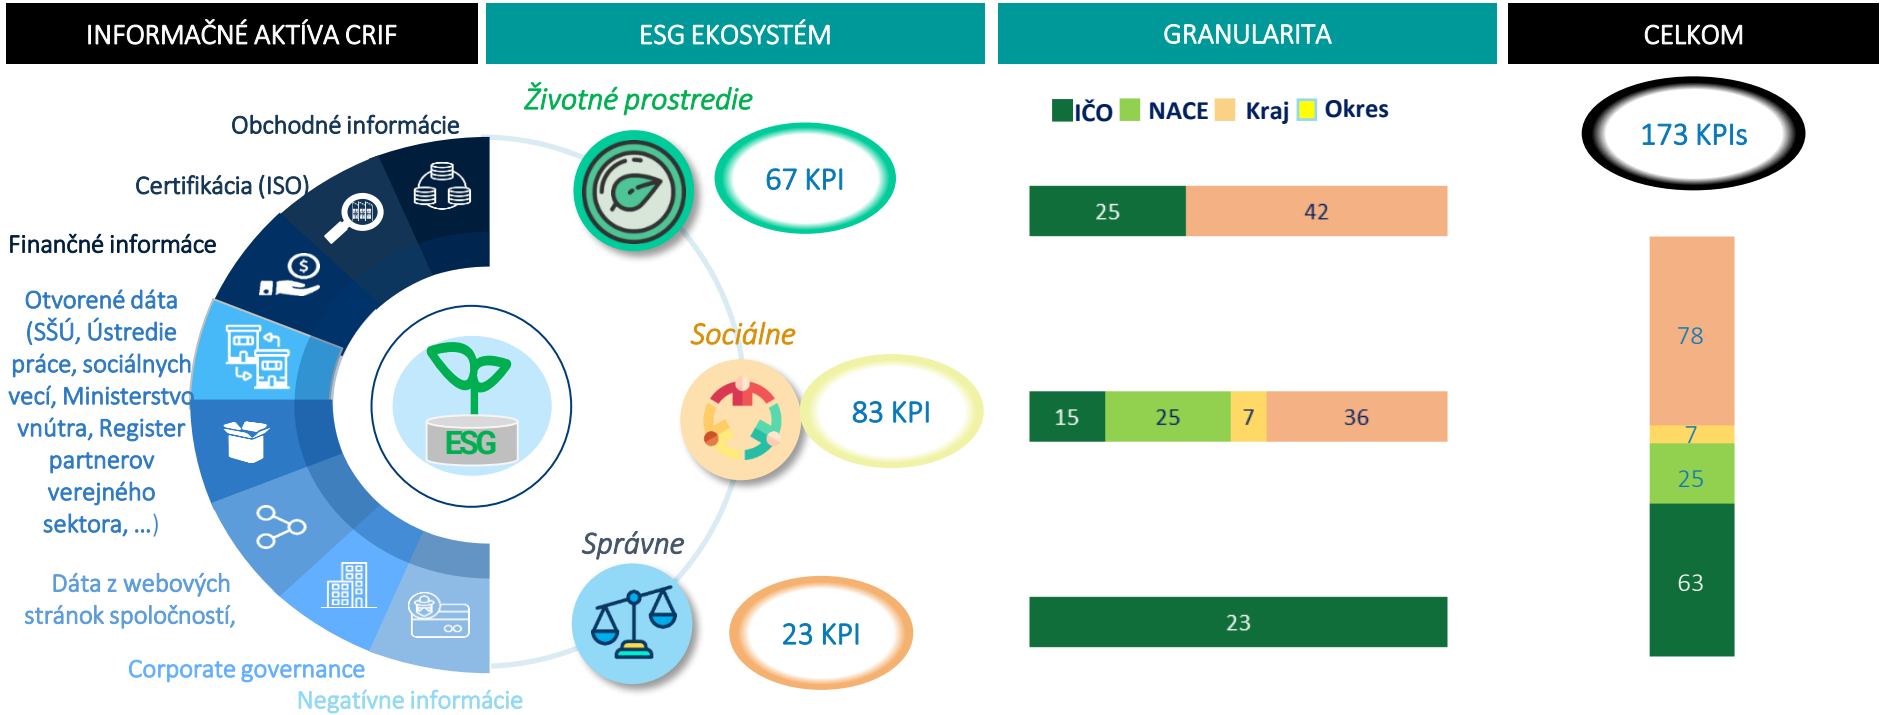 INFORMAČNÉ AKTÍVA CRIF
ESG EKOSYSTÉM
GRANULARITA
CELKOM
Obchodné informácie
Certifikácia (ISO)
Finančné informáce
Otvorené dáta
(SŠÚ, Ústredie
práce, sociálnych
vecí, Ministerstvo
vnútra, Register
partnerov
verejného
sektora, ...)
Dáta z webových
stránok spoločností,
Corporate governance
Negatívne informácie
ESG
Životné prostredie
67 KPI
Sociálne
83 KPI
Správne
23 KPI
IČO NACE Kraj Okres
25 42
15 25 7 36
23
173 KPIs
78
7
25
63